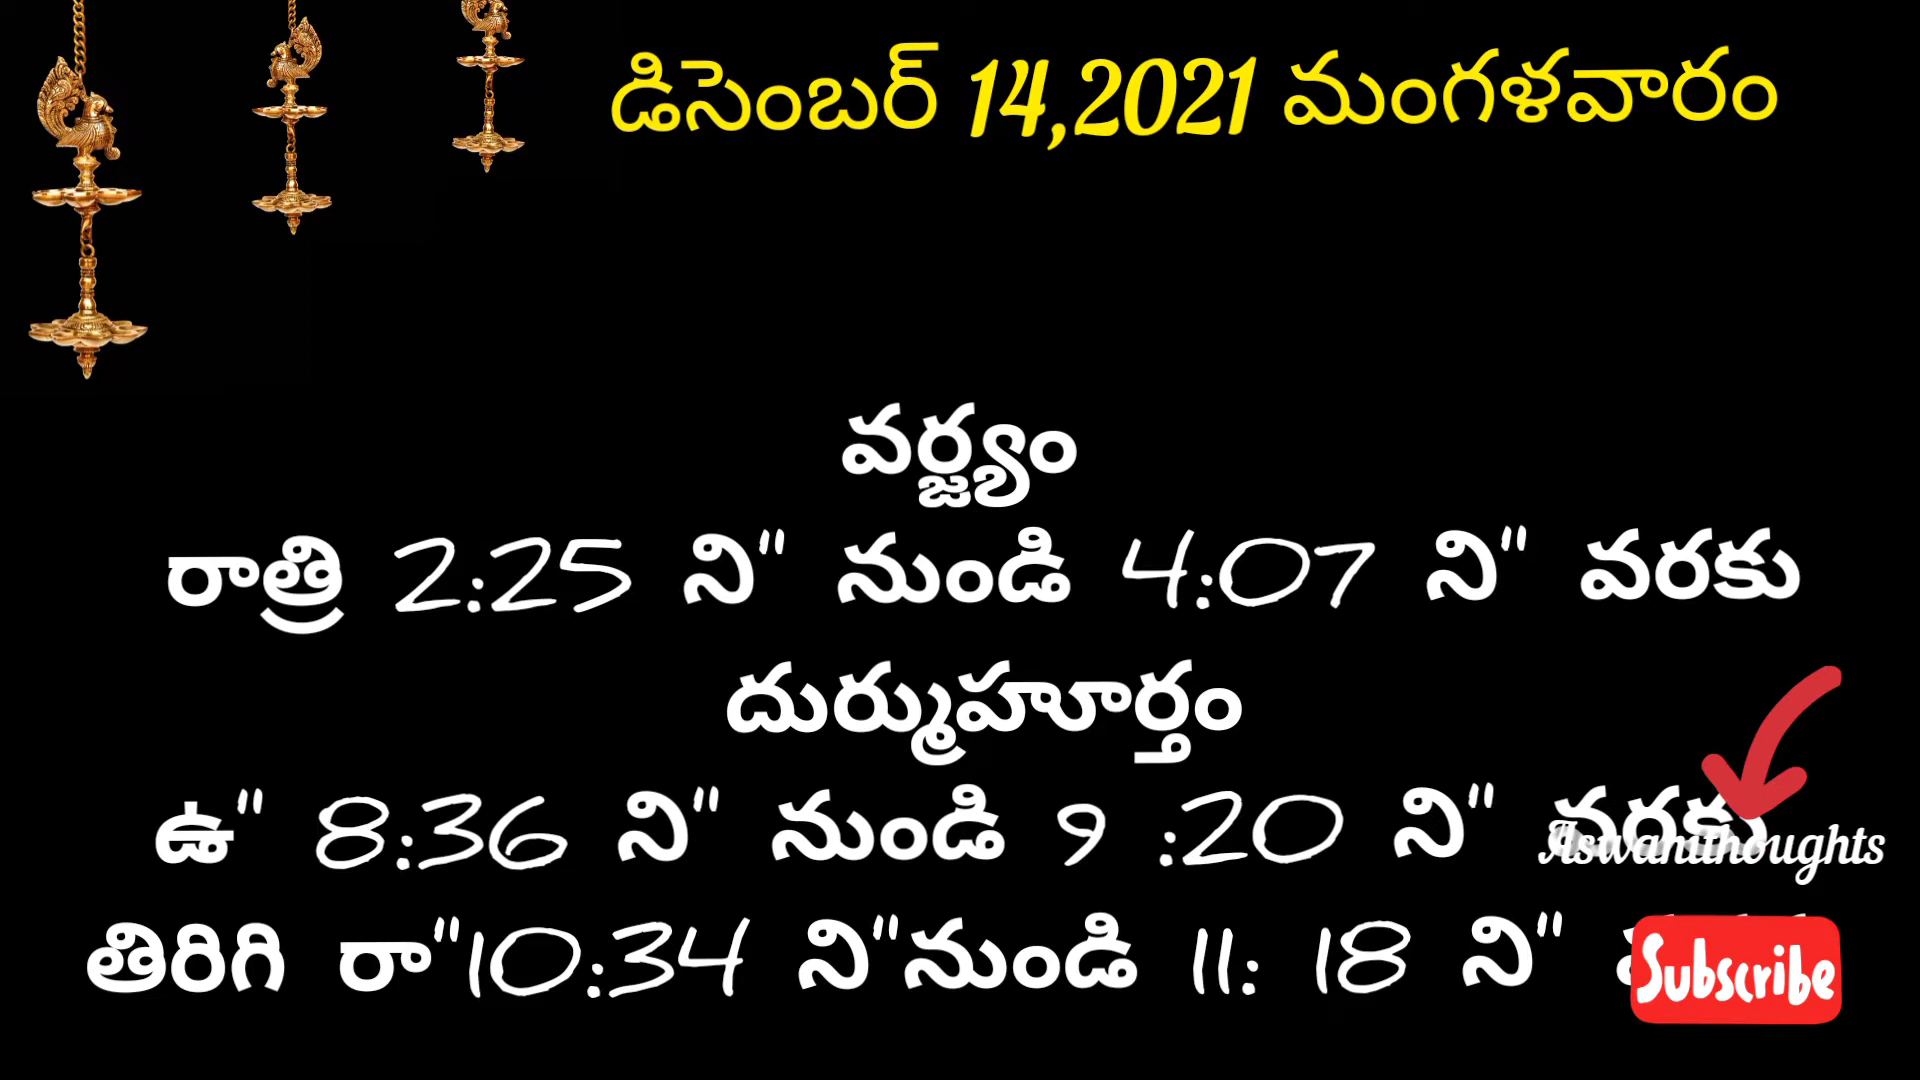 డిసెంబర్ 14,2021 మంగళవారం
వర్జ్యం
రాత్రి 2:25 ని" నుండి 4:07 ని" వరకు
దుర్ముహూర్తం
ఉ" 8:36 ని" నుండి 9 :20 ని" వరకు
Aswanithoughts
తిరిగి రా"10:34 ని"నుండి 11: 18 ని"
Subscribe